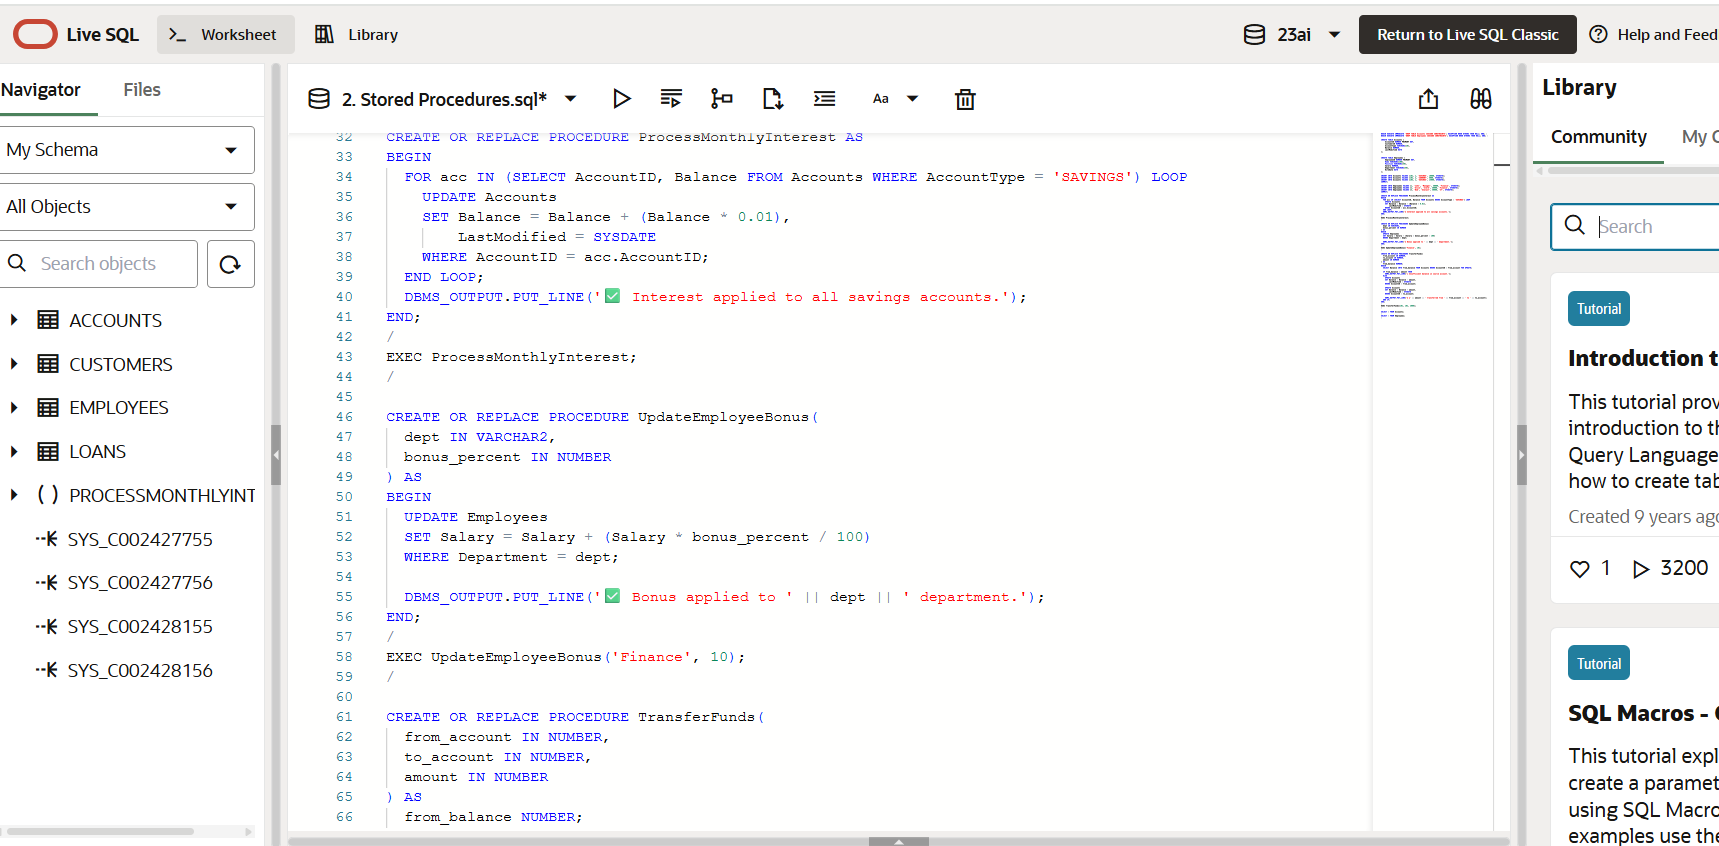 Live SQL
Worksheet
Library
23ai
Return to Live SQL Classic
Help and Feed
Navigator
Files
My Schema
All Objects
Search objects
ACCOUNTS
CUSTOMERS
EMPLOYEES
LOANS
PROCESSMONTHLYINT
SYS_C002427755
SYS_C002427756
SYS_C002428155
SYS_C002428156
2. Stored Procedures.sql*
Aa
32 CREATE OR REPLACE PROCEDURE ProcessMonthlyInterest AS
33 BEGIN
34 FOR acc IN (SELECT AccountID, Balance FROM Accounts WHERE AccountType = 'SAVINGS') LOOP
35 UPDATE Accounts
36 SET Balance = Balance + (Balance * 0.01),
37 LastModified = SYSDATE
38 WHERE AccountID = acc.AccountID;
39 END LOOP;
40 DBMS_OUTPUT.PUT_LINE('✅ Interest applied to all savings accounts.');
41 END;
42 /
43 EXEC ProcessMonthlyInterest;
44 /
45
46 CREATE OR REPLACE PROCEDURE UpdateEmployeeBonus(
47 dept IN VARCHAR2,
48 bonus_percent IN NUMBER
49 ) AS
50 BEGIN
51 UPDATE Employees
52 SET Salary = Salary + (Salary * bonus_percent / 100)
53 WHERE Department = dept;
54
55 DBMS_OUTPUT.PUT_LINE('✅ Bonus applied to ' || dept || ' department.');
56 END;
57 /
58 EXEC UpdateEmployeeBonus('Finance', 10);
59 /
60
61 CREATE OR REPLACE PROCEDURE TransferFunds(
62 from_account IN NUMBER,
63 to_account IN NUMBER,
64 amount IN NUMBER
65 ) AS
66 from_balance NUMBER;
Library
Community
My C
Search
Tutorial
Introduction t
This tutorial prov
introduction to th
Query Language
how to create tab
Created 9 years ago
1
3200
Tutorial
SQL Macros -
This tutorial expl
create a paramet
using SQL Macro
examples use the